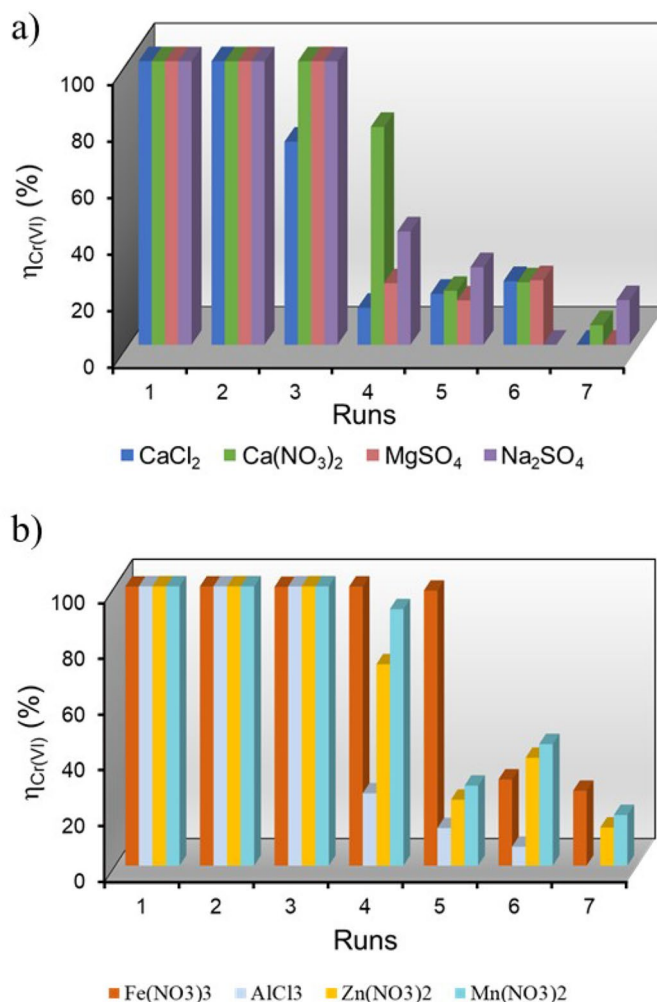 a)
100
80
60
40
20
0
ηCr(VI) (%)
1 2 3 4 5 6 7
Runs
CaCl₂ Ca(NO₃)₂ MgSO₄ Na₂SO₄
b)
100
80
60
40
20
0
ηCr(VI) (%)
1 2 3 4 5 6 7
Runs
Fe(NO3)3 AlCl3 Zn(NO3)2 Mn(NO3)2